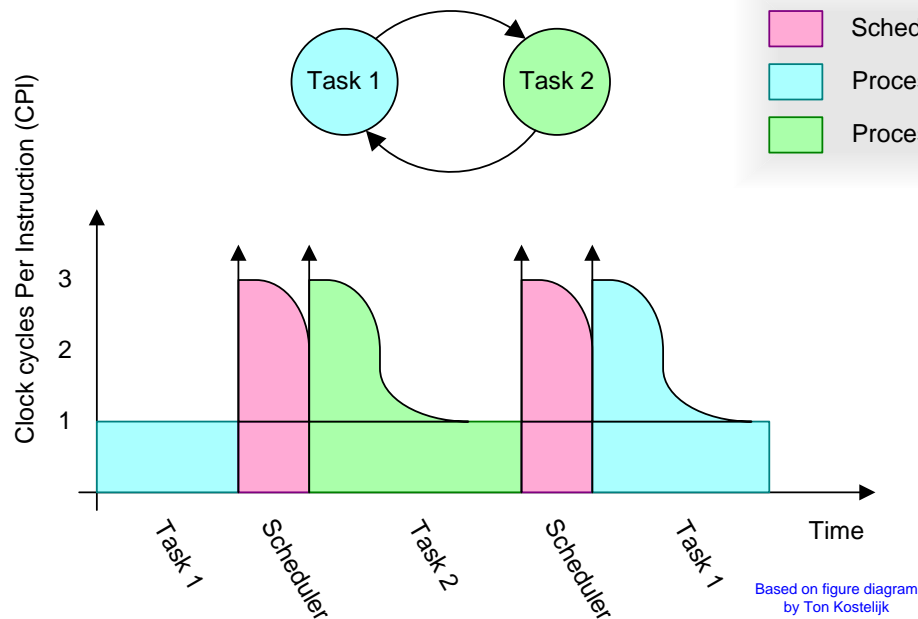 Task 1
Task 2
Clock cycles Per Instruction (CPI)
3
2
1
Task 1
Scheduler
Task 2
Scheduler
Task 1
Time
Based on figure diagram
by Ton Kostelijk